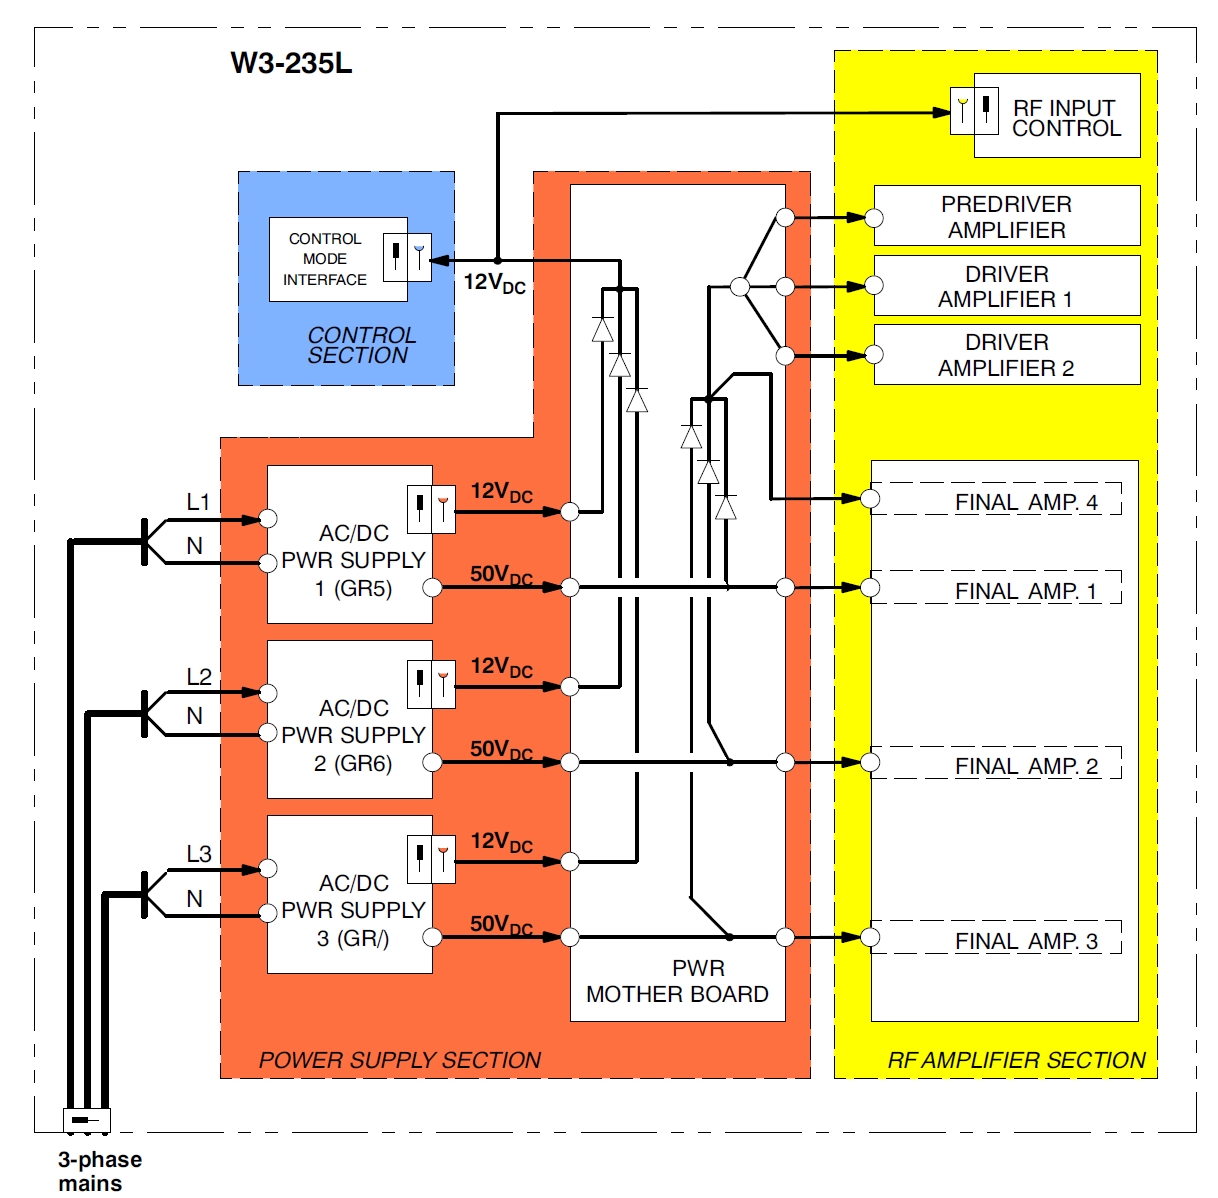 W3-235L
RF INPUT
CONTROL
PREDRIVER
AMPLIFIER
DRIVER
AMPLIFIER 1
DRIVER
AMPLIFIER 2
CONTROL
MODE
INTERFACE
12VDC
CONTROL
SECTION
L1
N
AC/DC
PWR SUPPLY
1 (GR5)
12VDC
50VDC
FINAL AMP. 4
FINAL AMP. 1
L2
N
AC/DC
PWR SUPPLY
2 (GR6)
12VDC
50VDC
FINAL AMP. 2
L3
N
AC/DC
PWR SUPPLY
3 (GR/)
12VDC
50VDC
FINAL AMP. 3
PWR
MOTHER BOARD
POWER SUPPLY SECTION
RF AMPLIFIER SECTION
3-phase
mains